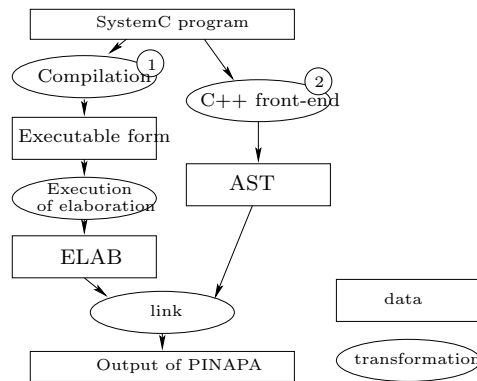 SystemC program
1
Compilation
2
C++ front-end
Executable form
AST
Execution
of elaboration
ELAB
link
data
Output of PINAPA
transformation